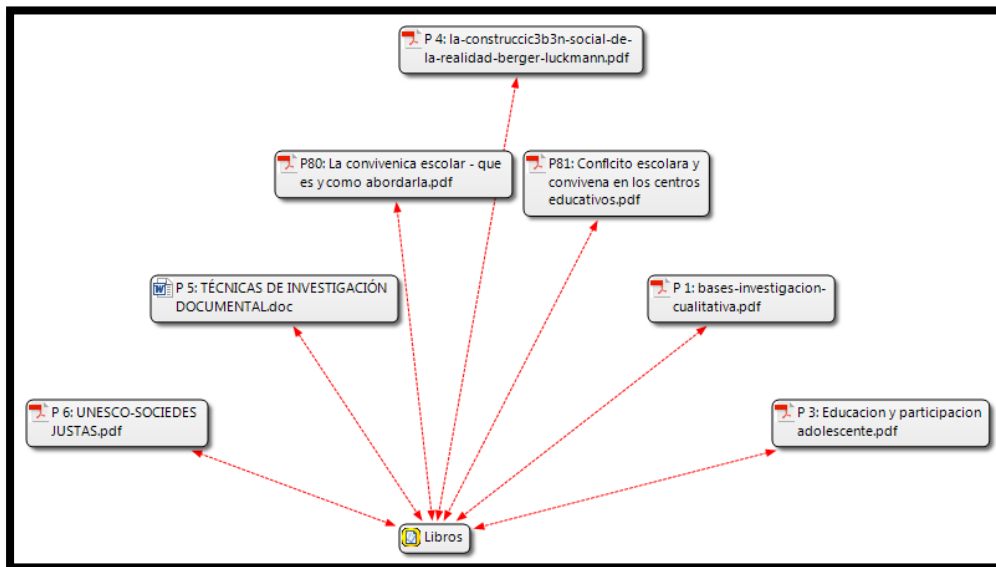 P 4: la-construccic3b3n-social-de-
la-realidad-berger-luckmann.pdf
P80: La convivenica escolar - que
es y como abordarla.pdf
P81: Conflcito escolara y
convivena en los centros
educativos.pdf
P 5: TÉCNICAS DE INVESTIGACIÓN
DOCUMENTAL.doc
P 1: bases-investigacion-
cualitativa.pdf
P 6: UNESCO-SOCIEDES
JUSTAS.pdf
P 3: Educacion y participacion
adolescente.pdf
Libros